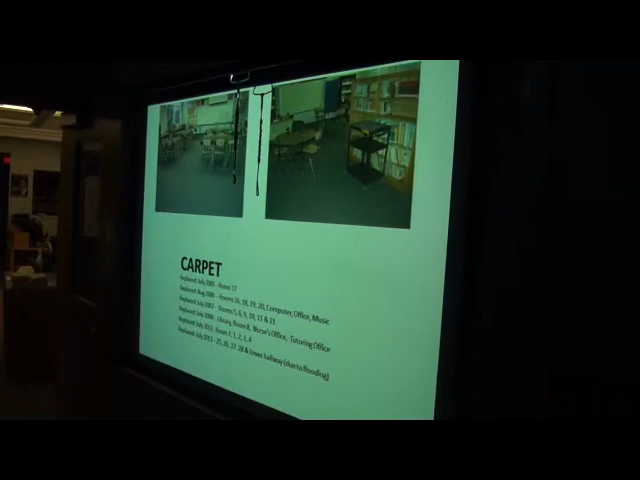 CARPET
Replaced July 2005 - Room 17
Replaced Aug 2006 - Rooms 16, 18, 19, 20, Computer, Office, Music
Replaced July 2007 - Rooms 5, 6, 9, 10, 11 & 21
Replaced July 2008 - Library, Room 8, Nurse's Office, Tutoring Office
Replaced July 2011 - Room 7, 1, 2, 3, 4
Replaced July 2013 - 25, 26, 27, 28 & lower hallway (due to flooding)